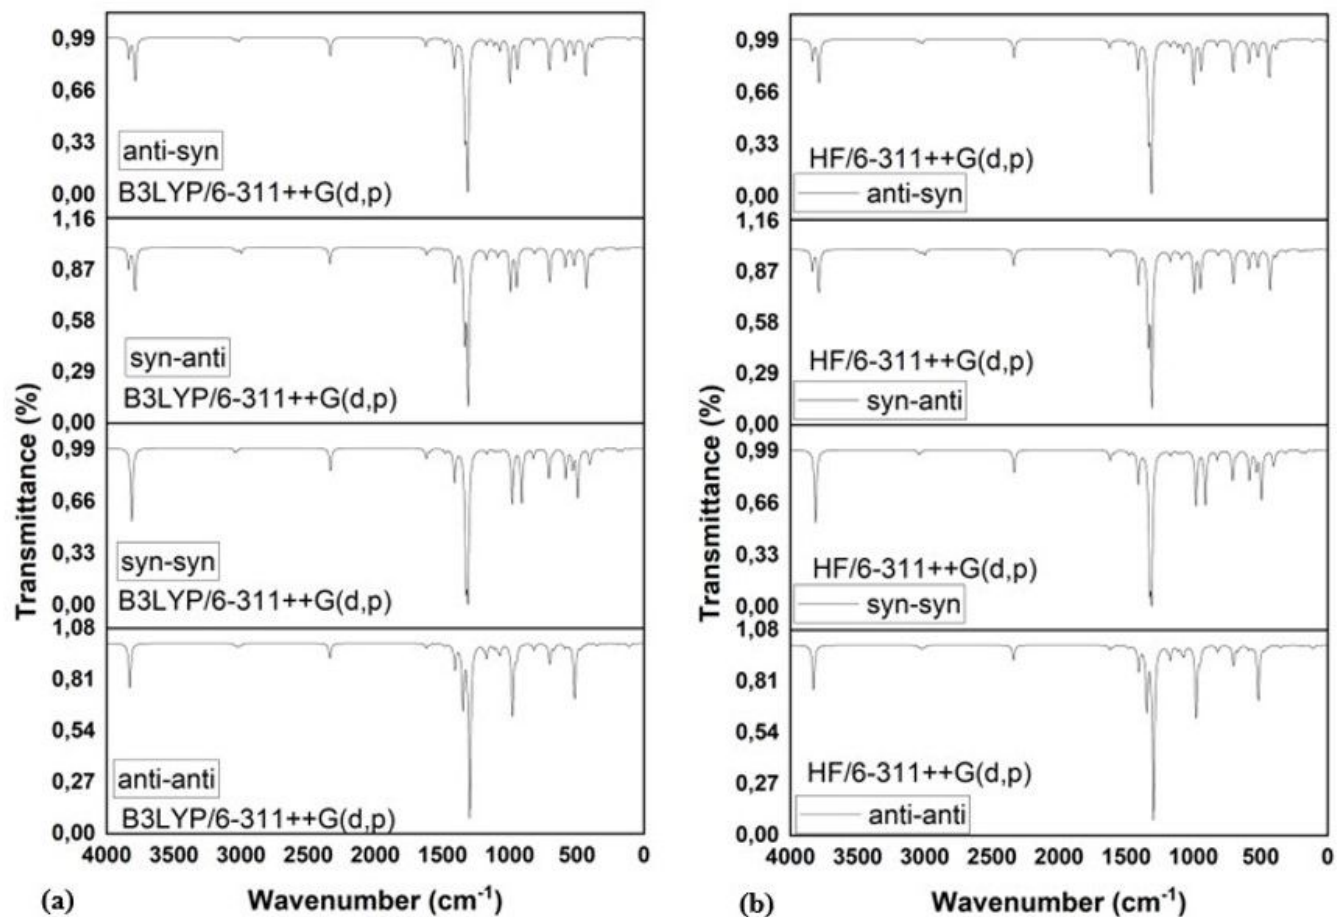 0,99
0,66
0,33
0,00
anti-syn
B3LYP/6-311++G(d,p)
1,16
0,87
0,58
0,29
0,00
syn-anti
B3LYP/6-311++G(d,p)
0,99
0,66
0,33
0,00
syn-syn
B3LYP/6-311++G(d,p)
1,08
0,81
0,54
0,27
0,00
anti-anti
B3LYP/6-311++G(d,p)
Transmittance (%)
4000 3500 3000 2500 2000 1500 1000 500 0
(a)
Wavenumber (cm⁻¹)
0,99
0,66
0,33
0,00
HF/6-311++G(d,p)
anti-syn
1,16
0,87
0,58
0,29
0,00
HF/6-311++G(d,p)
syn-anti
0,99
0,66
0,33
0,00
HF/6-311++G(d,p)
syn-syn
1,08
0,81
0,54
0,27
0,00
HF/6-311++G(d,p)
anti-anti
Transmittance (%)
4000 3500 3000 2500 2000 1500 1000 500 0
(b)
Wavenumber (cm⁻¹)